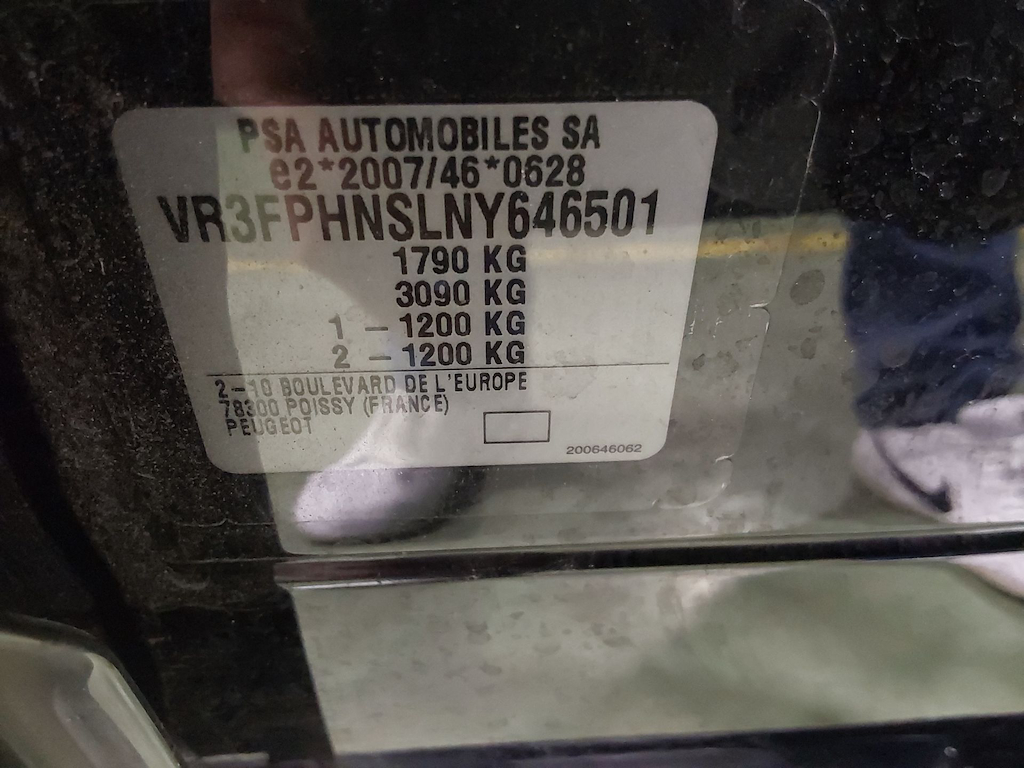 PSA AUTOMOBILES SA
e2*2007/46*0628
VR3FPHNSLNY646501
1790 KG
3090 KG
1 - 1200 KG
2 - 1200 KG
2-10 BOULEVARD DE L'EUROPE
78300 POISSY (FRANCE)
PEUGEOT
200646062